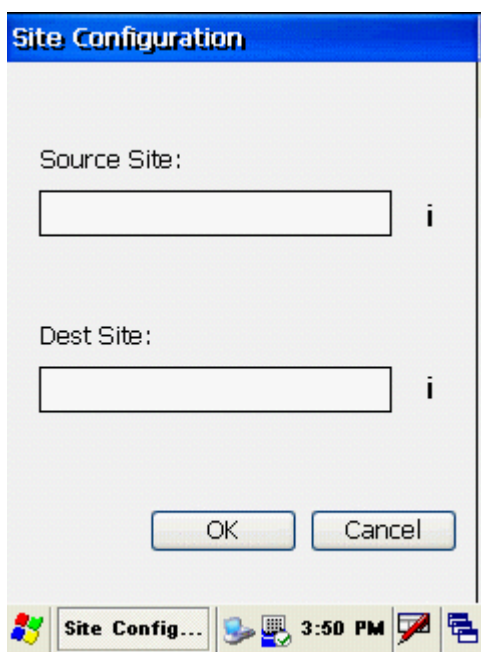 Site Configuration
Source Site:
i
Dest Site:
i
OK Cancel
Site Config... 3:50 PM